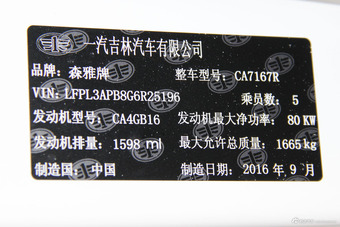 一汽吉林汽车有限公司
品牌：森雅牌 整车型号：CA7167R
VIN：LFPL3APB8G6R25196 乘员数：5
发动机型号：CA4GB16 发动机最大净功率：80 KW
发动机排量：1598 ml 最大允许总质量：1665kg
制造国：中国 制造日期：2016 年 9 月